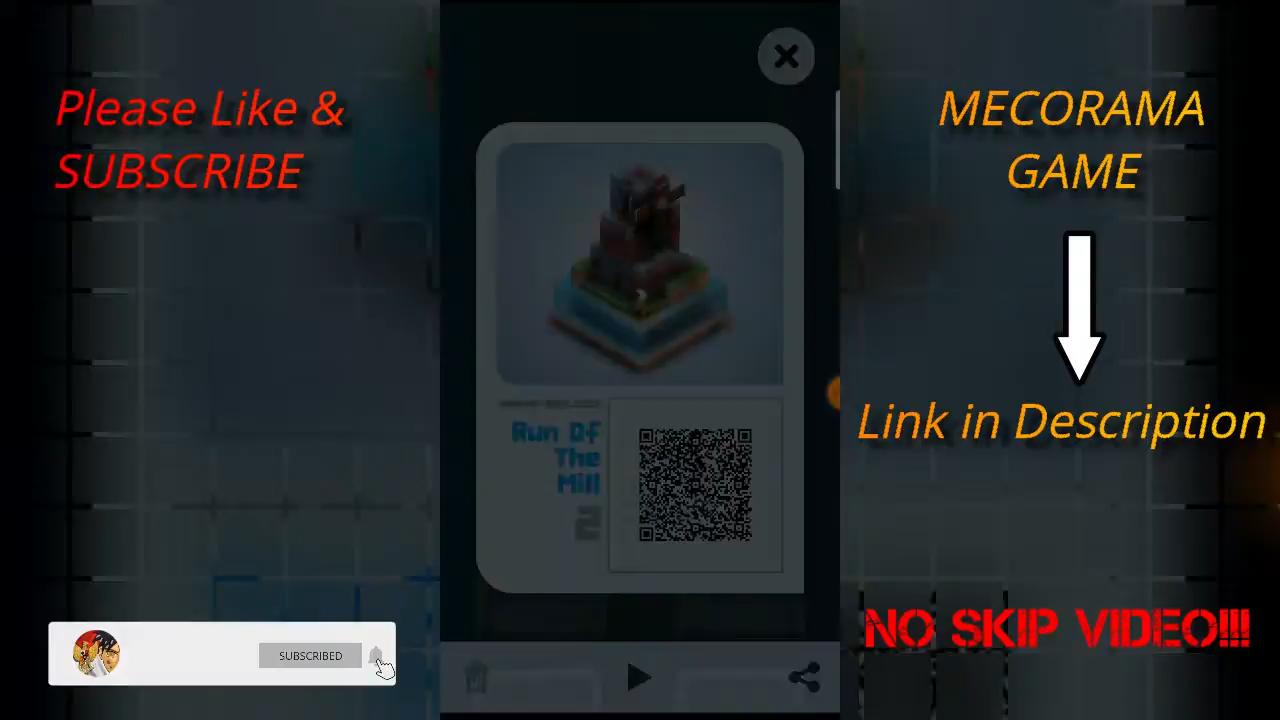 Please Like &
SUBSCRIBE
MECORAMA
GAME
Link in Description
Run Of
The
Mill
2
SUBSCRIBED
NO SKIP VIDEO!!!